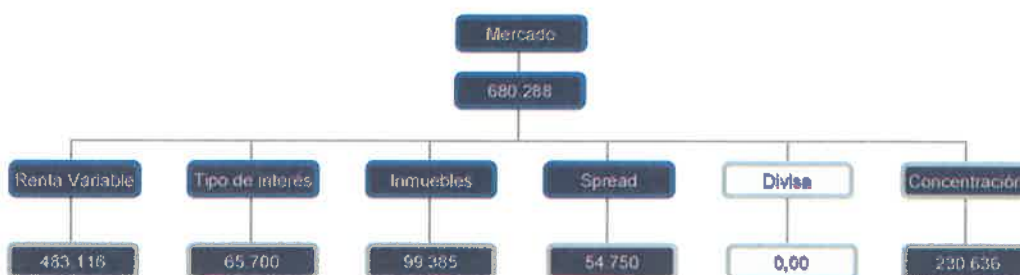 Mercado
680.288
Renta Variable
Tipo de interés
Inmuebles
Spread
Divisa
Concentración
483.116
65.700
99.385
54.750
0,00
230.636